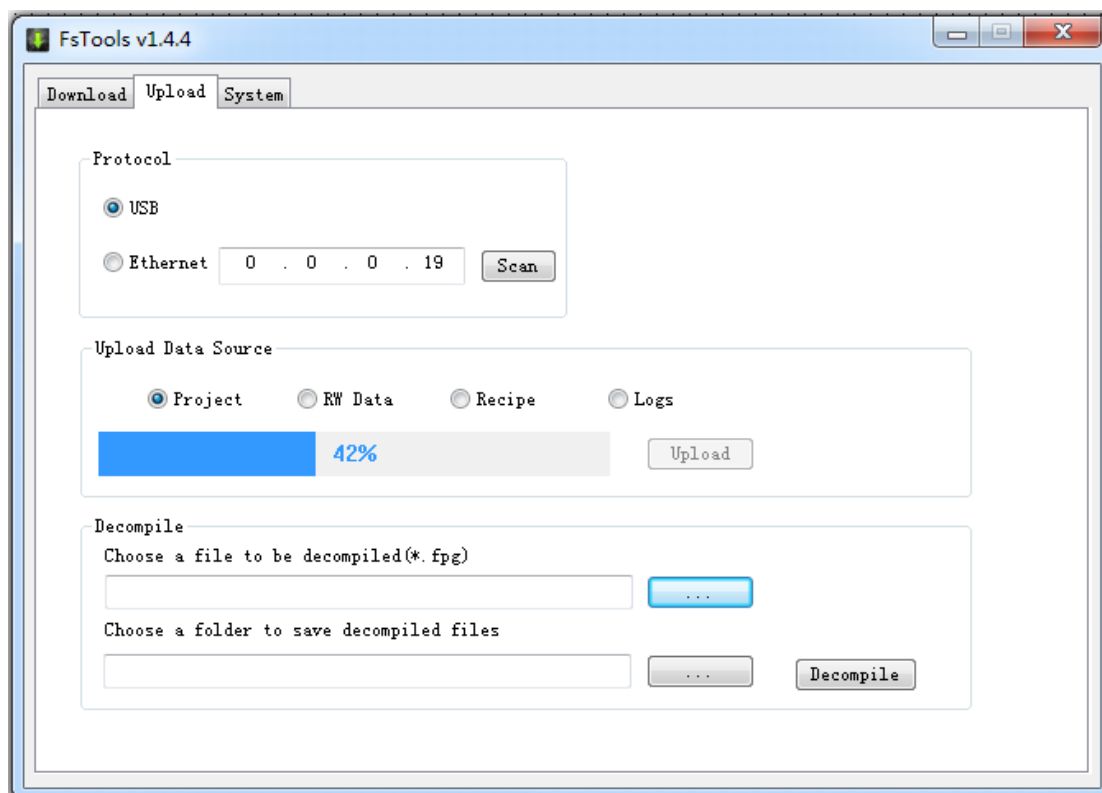 FsTools v1.4.4
Download Upload System
Protocol
USB
Ethernet 0 . 0 . 0 . 19 Scan
Upload Data Source
Project RW Data Recipe Logs
42% Upload
Decompile
Choose a file to be decompiled(*.fpg)
...
Choose a folder to save decompiled files
... Decompile